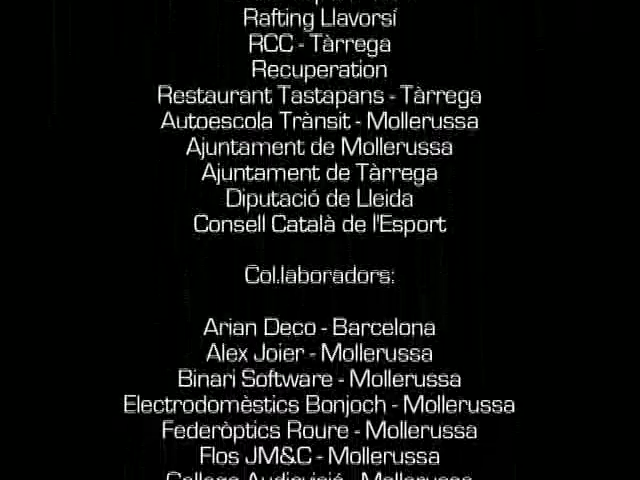 Rafting Llavorsí
RCC - Tàrrega
Recuperation
Restaurant Tastapans - Tàrrega
Autoescola Trànsit - Mollerussa
Ajuntament de Mollerussa
Ajuntament de Tàrrega
Diputació de Lleida
Consell Català de l'Esport
Col.laboradors:
Arian Deco - Barcelona
Alex Joier - Mollerussa
Binari Software - Mollerussa
Electrodomèstics Bonjoch - Mollerussa
Federòptics Roure - Mollerussa
Flos JM&C - Mollerussa
- Mollerussa